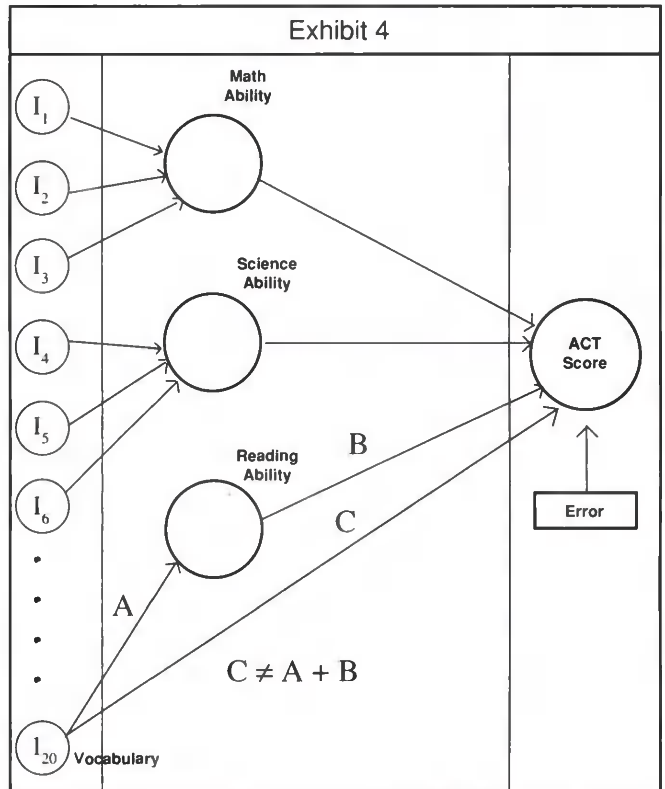 Exhibit 4
Math
Ability
I1
I2
I3
Science
Ability
I4
I5
I6
ACT
Score
Reading
Ability
B
C
Error
A
C ≠ A + B
I20 Vocabulary